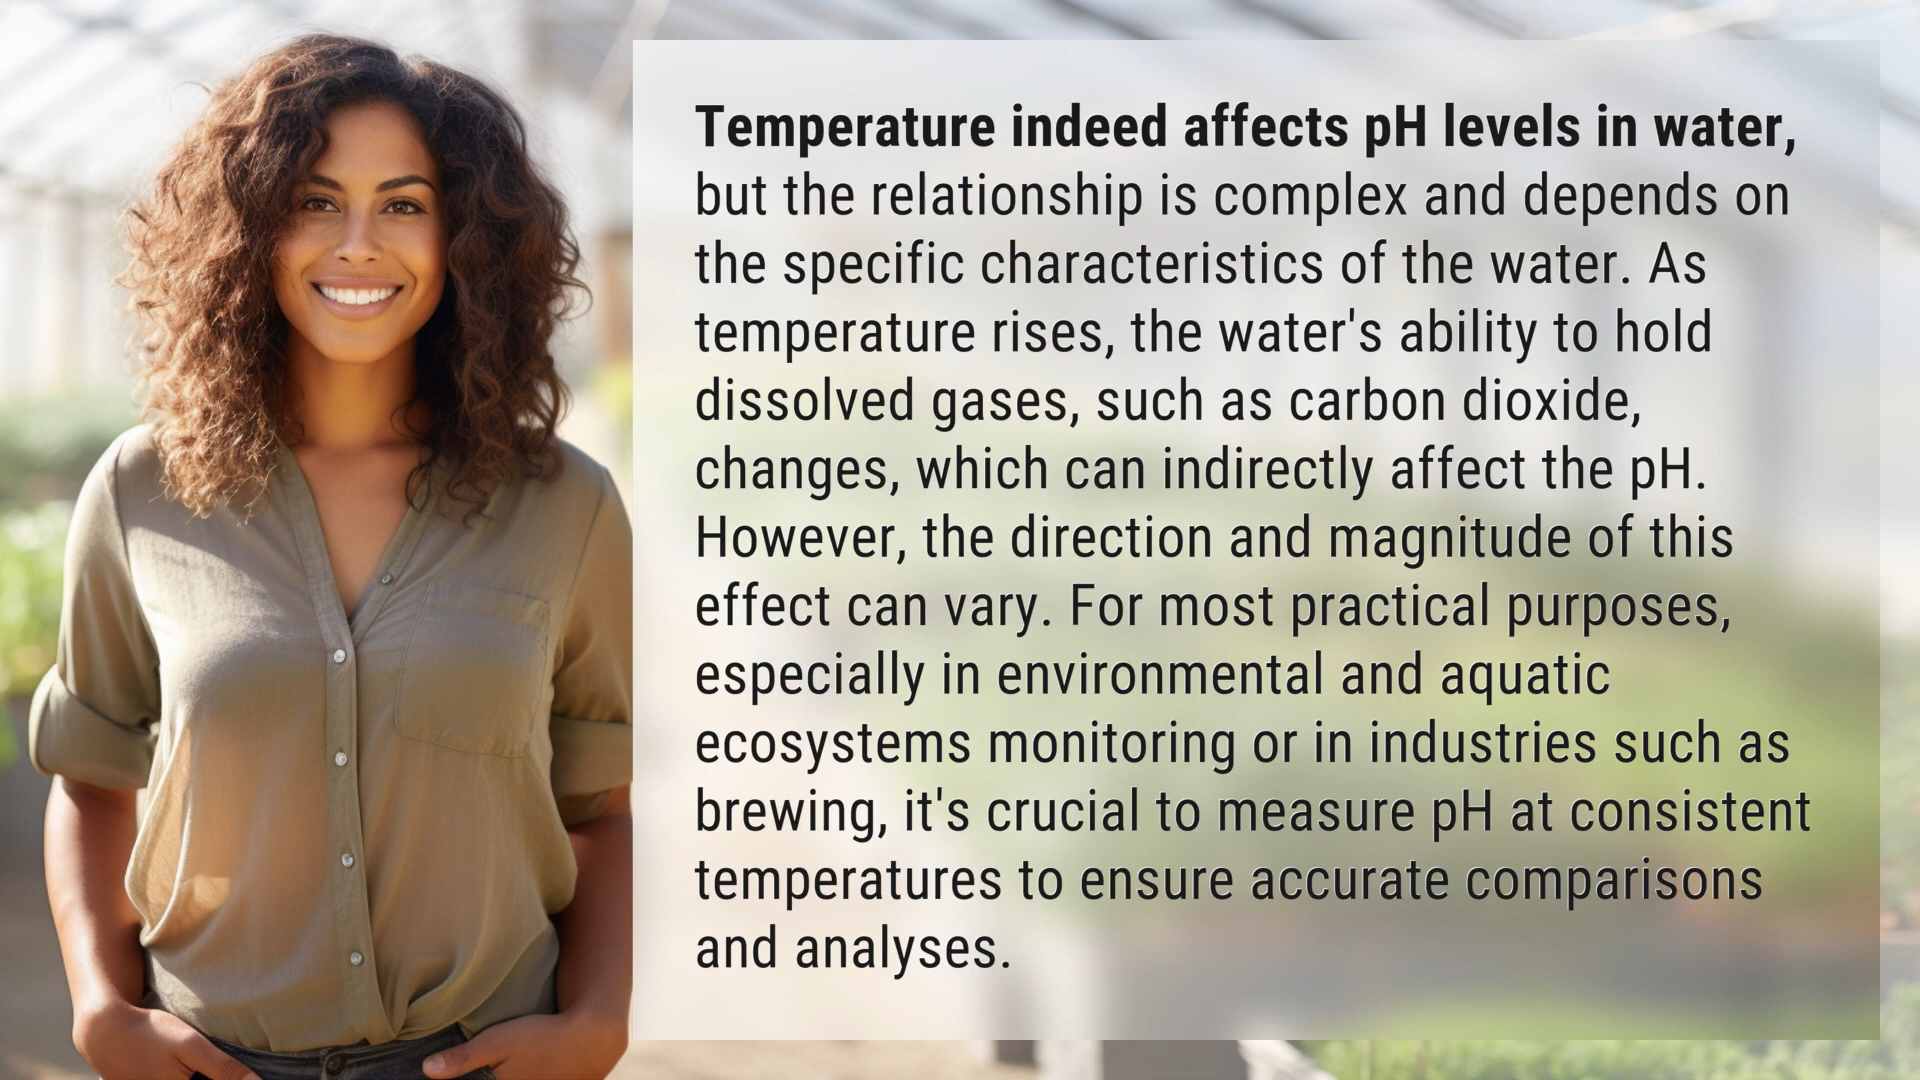 Temperature indeed affects pH levels in water,
but the relationship is complex and depends on
the specific characteristics of the water. As
temperature rises, the water's ability to hold
dissolved gases, such as carbon dioxide,
changes, which can indirectly affect the pH.
However, the direction and magnitude of this
effect can vary. For most practical purposes,
especially in environmental and aquatic
ecosystems monitoring or in industries such as
brewing, it's crucial to measure pH at consistent
temperatures to ensure accurate comparisons
and analyses.